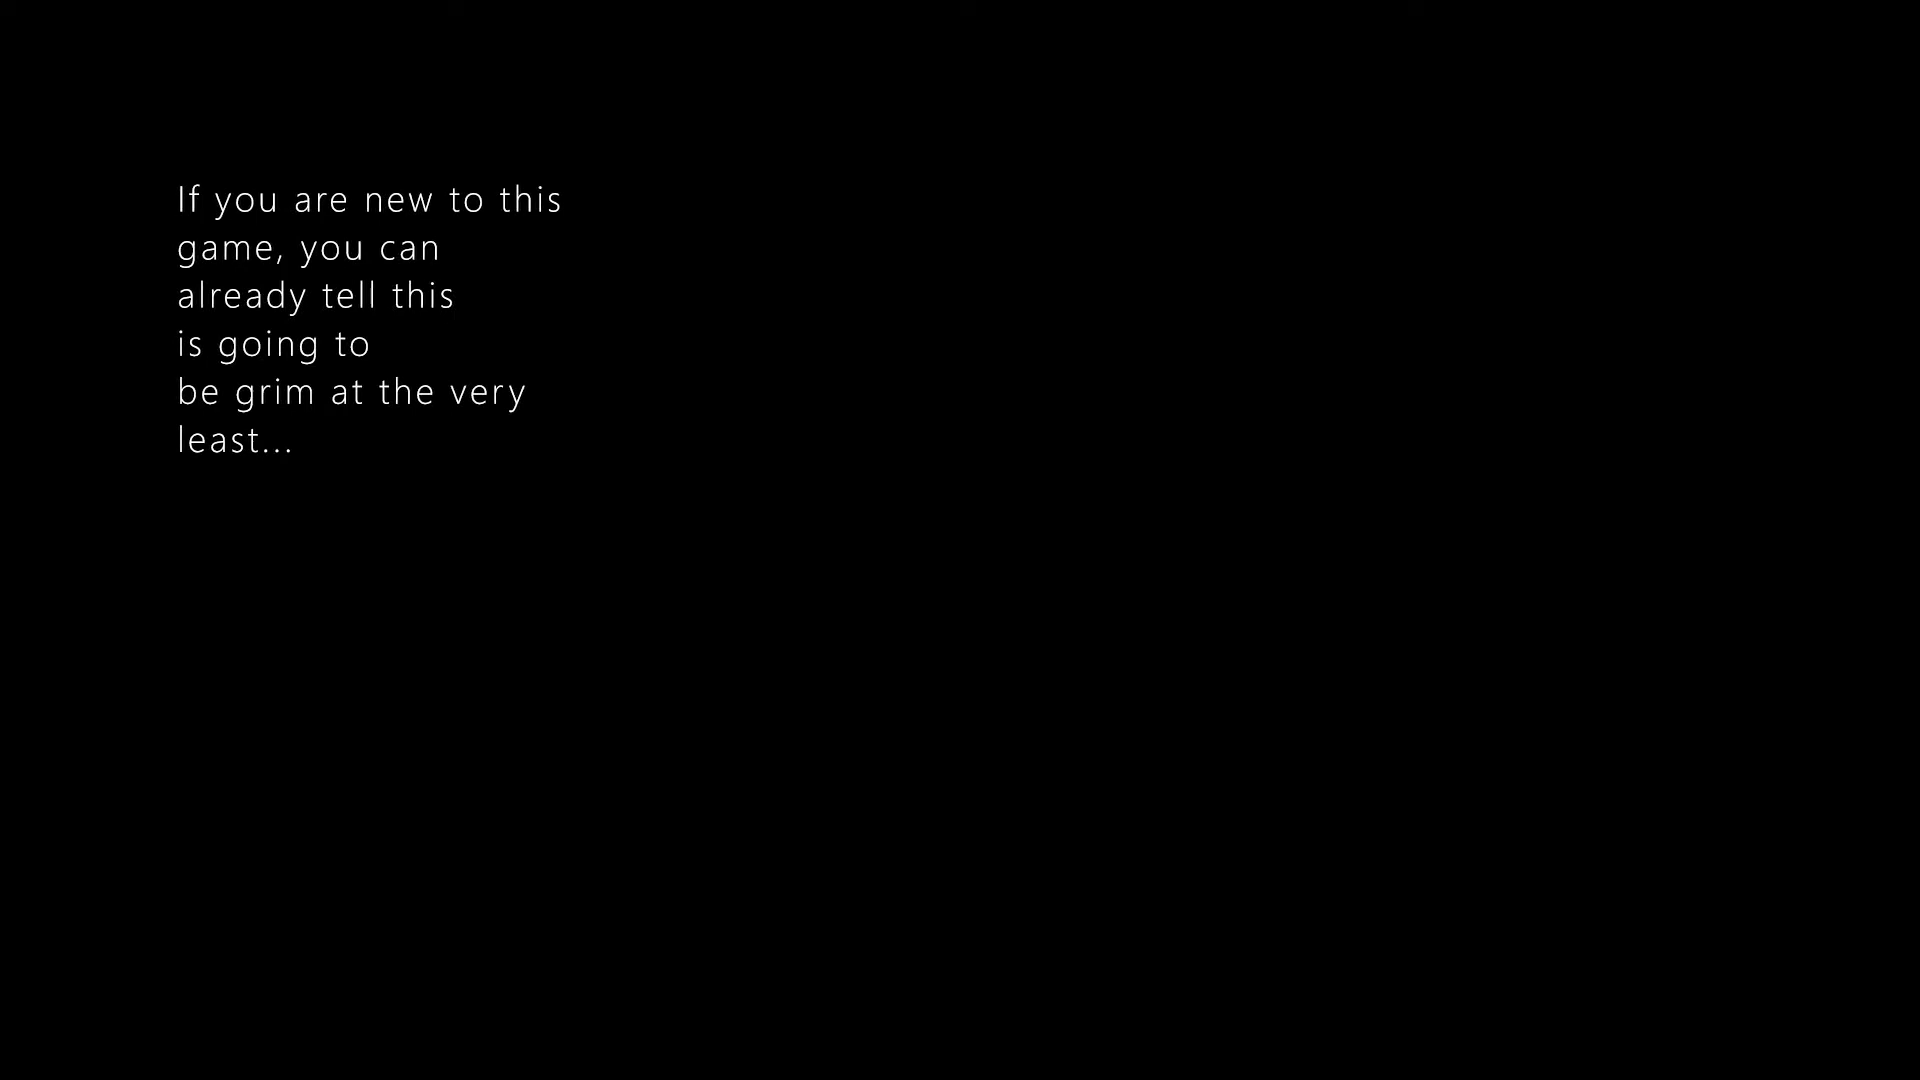 If you are new to this
game, you can
already tell this
is going to
be grim at the very
least...